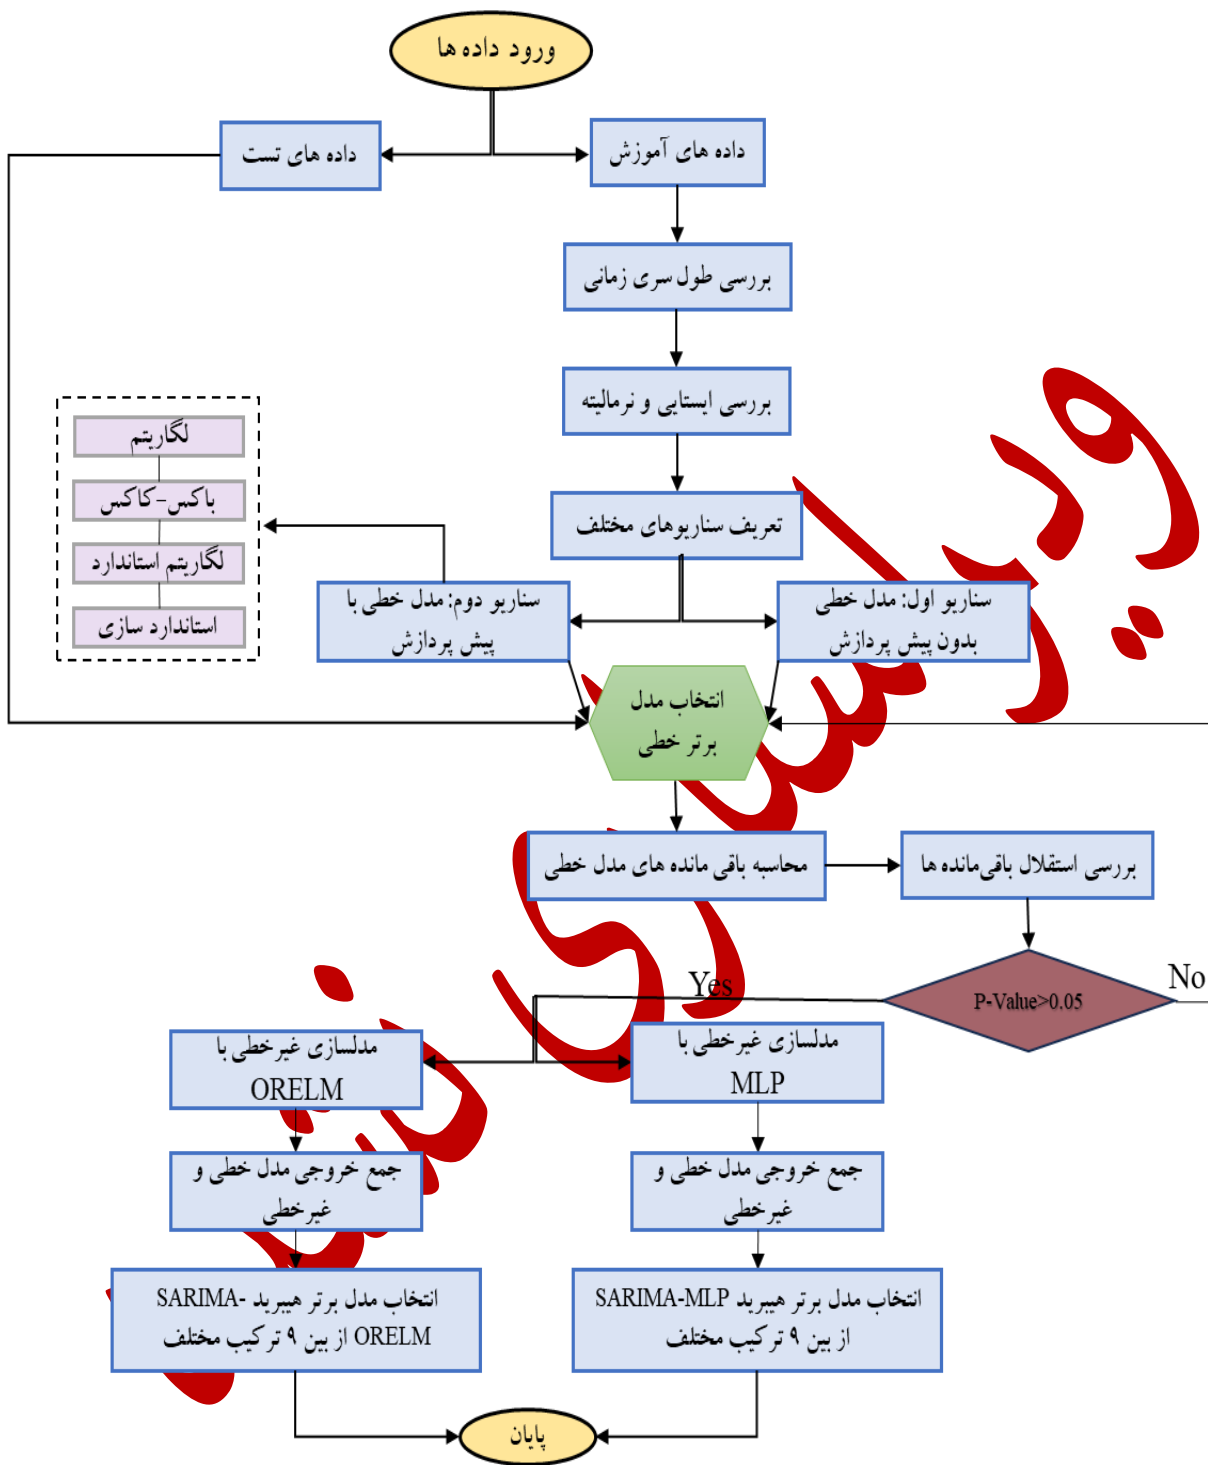 ورود داده ها
داده های تست
داده های آموزش
بررسی طول سری زمانی
بررسی ایستایی و نرمالیته
تعریف سناریوهای مختلف
لگاریتم
باکس-کاکس
لگاریتم استاندارد
استاندارد سازی
سناریو دوم: مدل خطی با
پیش پردازش
سناریو اول: مدل خطی
بدون پیش پردازش
انتخاب مدل
برتر خطی
محاسبه باقی مانده های مدل خطی
بررسی استقلال باقی‌مانده ها
P-Value>0.05
Yes
No
مدلسازی غیرخطی با
ORELM
مدلسازی غیرخطی با
MLP
جمع خروجی مدل خطی و
غیرخطی
جمع خروجی مدل خطی و
غیرخطی
انتخاب مدل برتر هیبرید SARIMA-
ORELM از بین ۹ ترکیب مختلف
انتخاب مدل برتر هیبرید SARIMA-MLP
از بین ۹ ترکیب مختلف
پایان
ویراستاری نشده